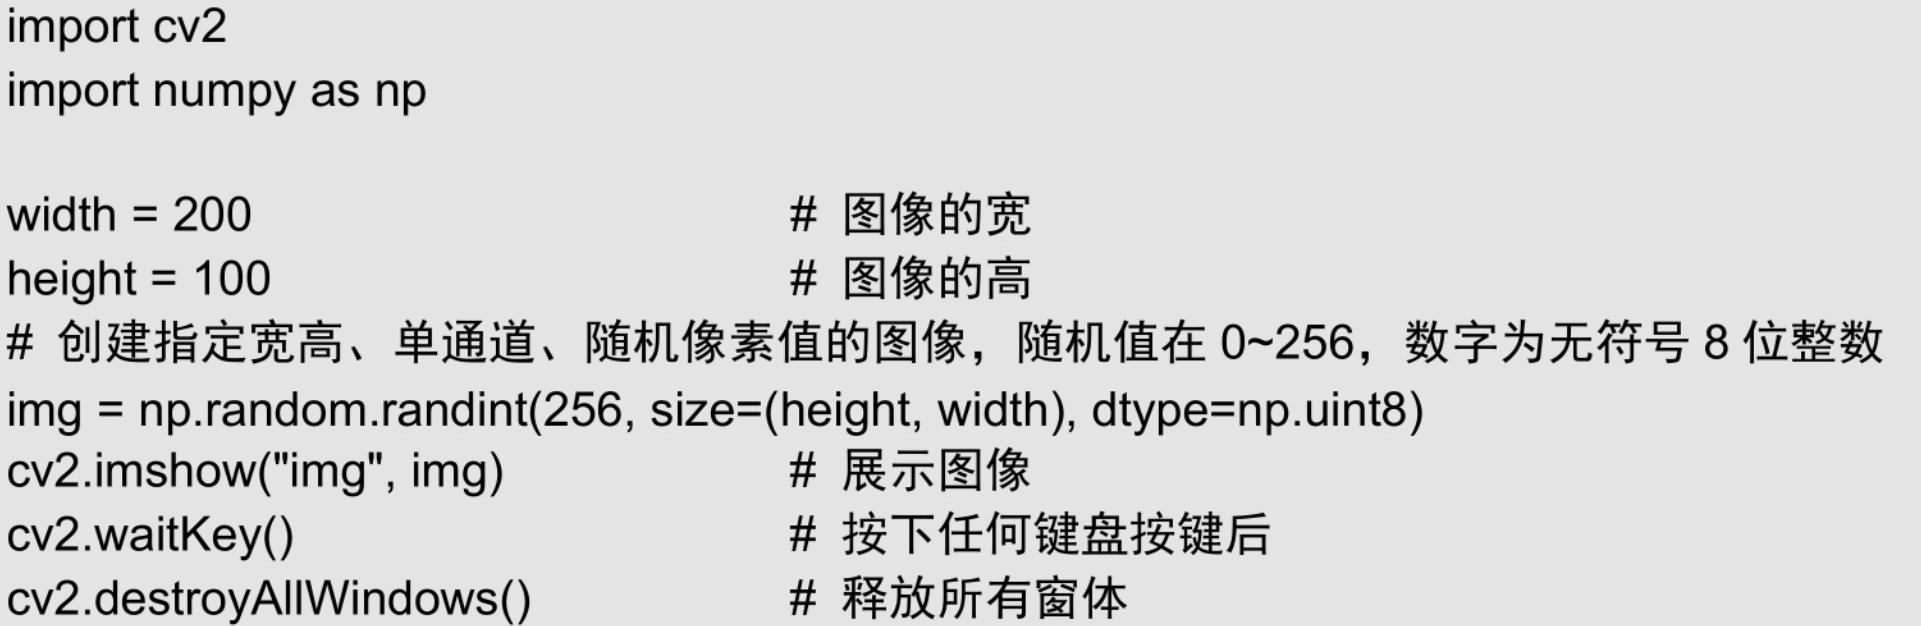 import cv2
import numpy as np
width = 200 # 图像的宽
height = 100 # 图像的高
# 创建指定宽高、单通道、随机像素值的图像，随机值在 0~256，数字为无符号 8 位整数
img = np.random.randint(256, size=(height, width), dtype=np.uint8)
cv2.imshow("img", img) # 展示图像
cv2.waitKey() # 按下任何键盘按键后
cv2.destroyAllWindows() # 释放所有窗体